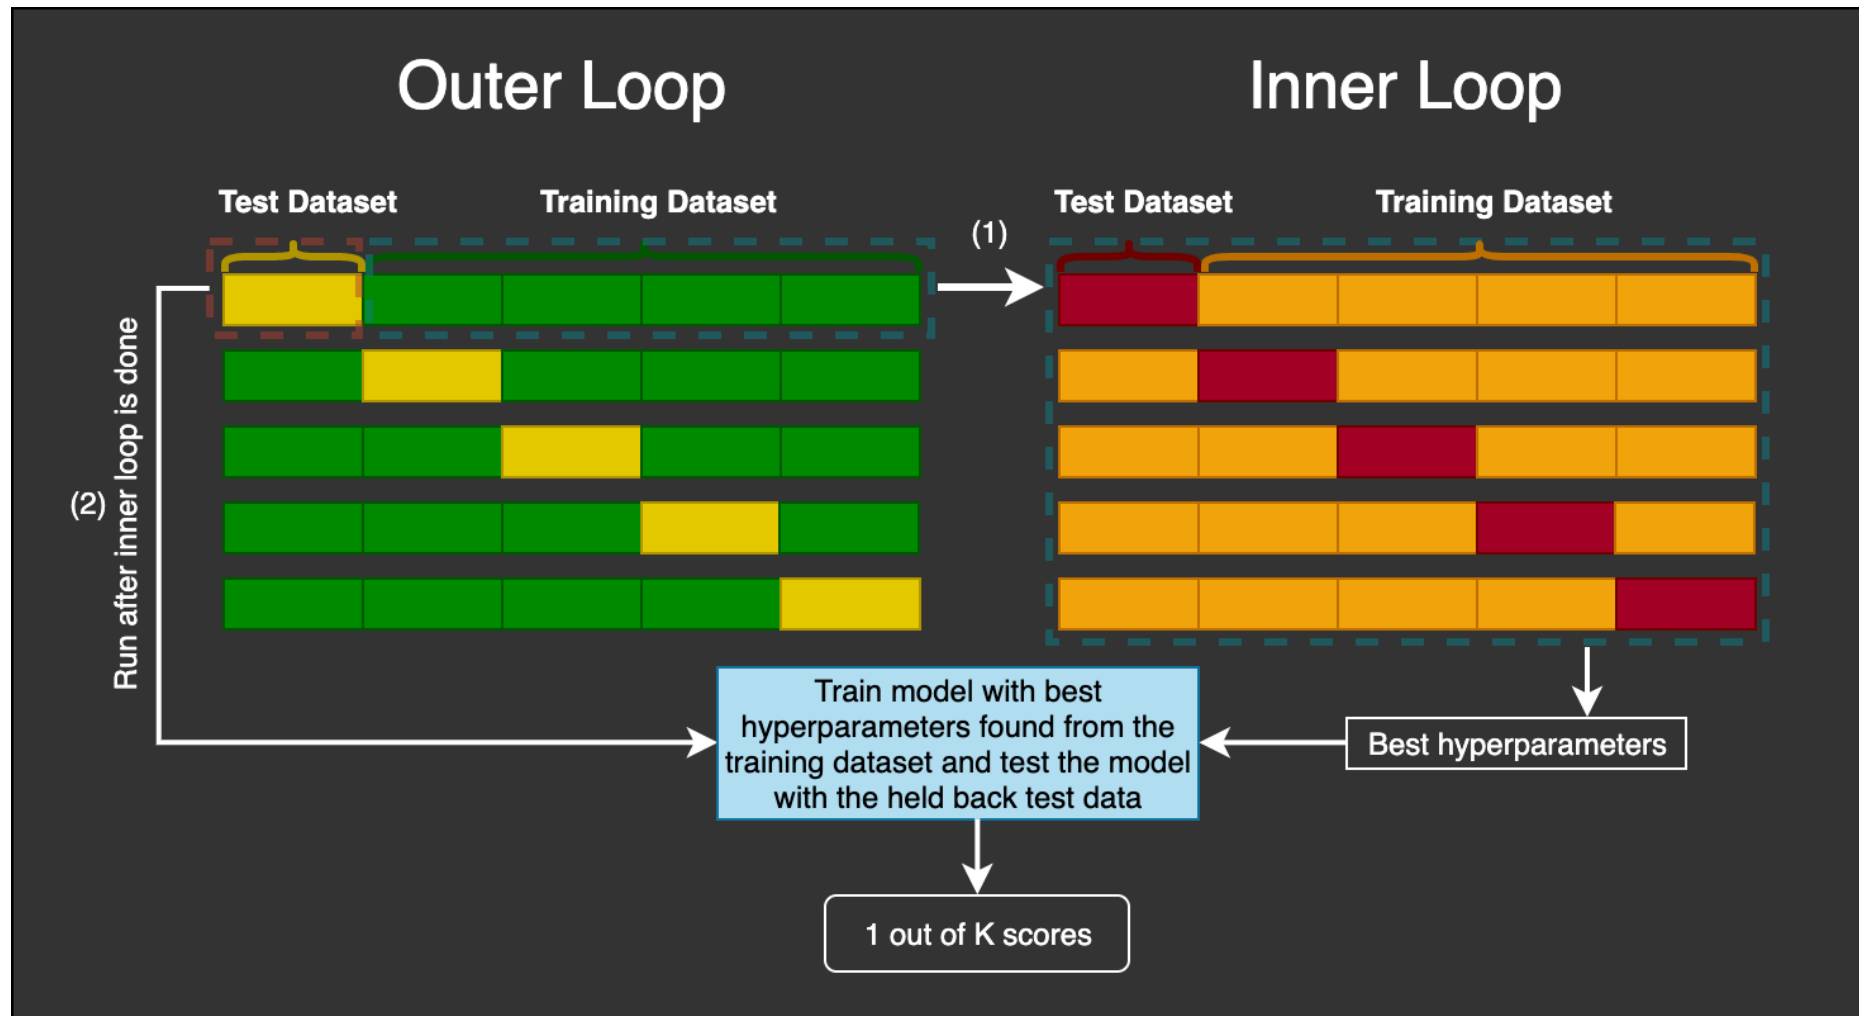 Outer Loop
Inner Loop
Test Dataset
Training Dataset
(1)
Test Dataset
Training Dataset
(2)
Run after inner loop is done
Train model with best
hyperparameters found from the
training dataset and test the model
with the held back test data
Best hyperparameters
1 out of K scores